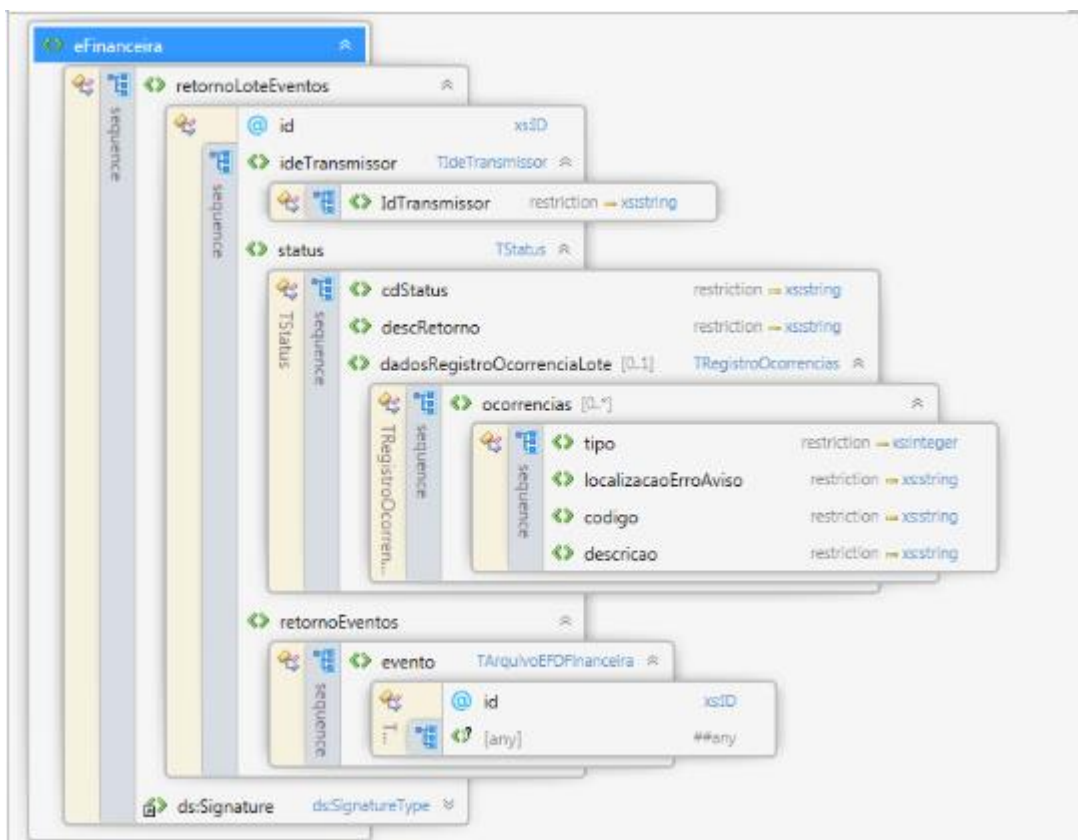 eFinanceira
sequence
retornoLoteEventos
sequence
@ id xs:ID
ideTransmissor TIdeTransmissor
IdTransmissor restriction xs:string
status TStatus
TStatus
sequence
cdStatus restriction xs:string
descRetorno restriction xs:string
dadosRegistroOcorrenciaLote [0..1] TRegistroOcorrencias
TRegistroOcorren...
sequence
ocorrencias [0..*]
sequence
tipo restriction xs:integer
localizacaoErroAviso restriction xs:string
codigo restriction xs:string
descricao restriction xs:string
retornoEventos
sequence
evento TArquivoEFDFinanceira
T...
@ id xs:ID
[any] ##any
ds:Signature ds:SignatureType